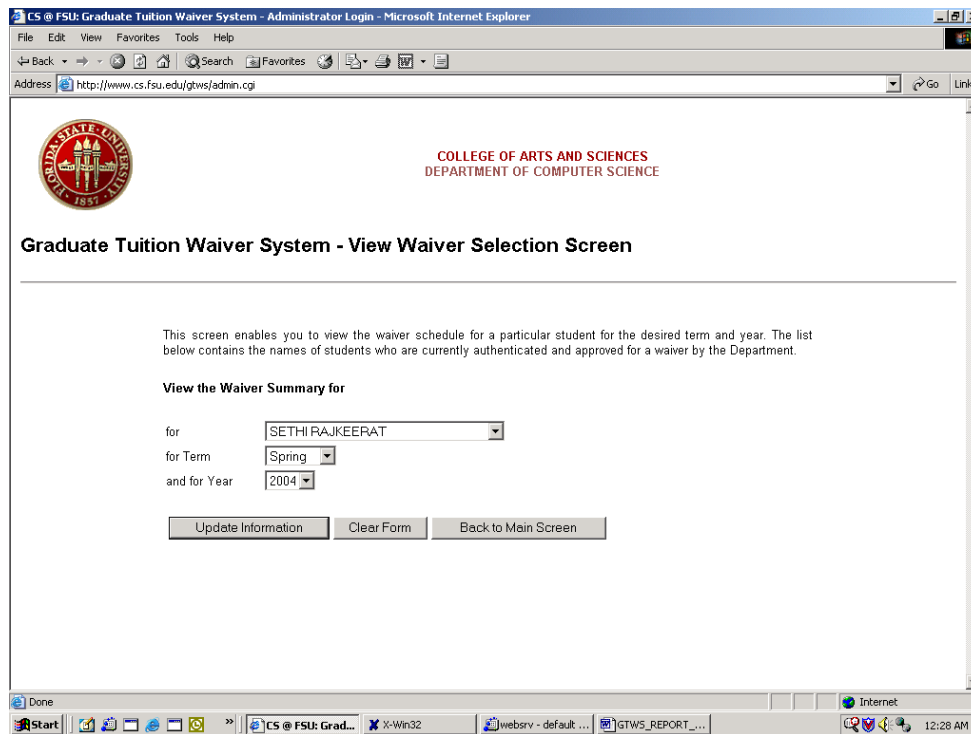 CS @ FSU: Graduate Tuition Waiver System - Administrator Login - Microsoft Internet Explorer
File Edit View Favorites Tools Help
Back Search Favorites
Address http://www.cs.fsu.edu/gtws/admin.cgi Go Link
FLORIDA STATE UNIVERSITY
1857
COLLEGE OF ARTS AND SCIENCES
DEPARTMENT OF COMPUTER SCIENCE
Graduate Tuition Waiver System - View Waiver Selection Screen
This screen enables you to view the waiver schedule for a particular student for the desired term and year. The list
below contains the names of students who are currently authenticated and approved for a waiver by the Department.
View the Waiver Summary for
for SETHI RAJKEERAT
for Term Spring
and for Year 2004
Update Information Clear Form Back to Main Screen
Done Internet
Start » CS @ FSU: Grad... X-Win32 websrv - default ... GTWS_REPORT_... 12:28 AM